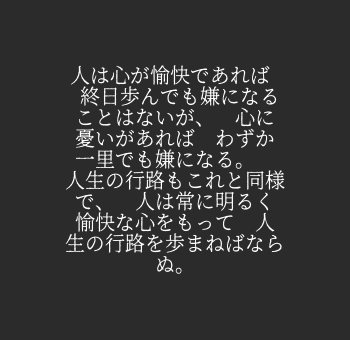 人は心が愉快であれば
終日歩んでも嫌になる
ことはないが、　心に
憂いがあれば　わずか
一里でも嫌になる。
人生の行路もこれと同様
で、　人は常に明るく
愉快な心をもって　人
生の行路を歩まねばなら
ぬ。